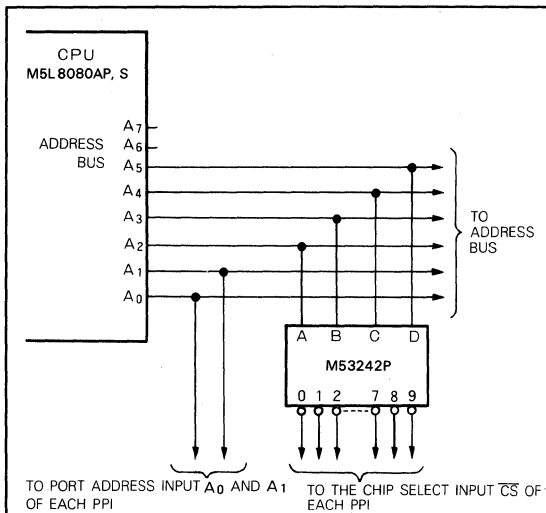 CPU
M5L 8080AP, S
ADDRESS
BUS
A7
A6
A5
A4
A3
A2
A1
A0
TO
ADDRESS
BUS
A B C D
M53242P
0 1 2 7 8 9
TO PORT ADDRESS INPUT A0 AND A1
OF EACH PPI
TO THE CHIP SELECT INPUT CS OF
EACH PPI